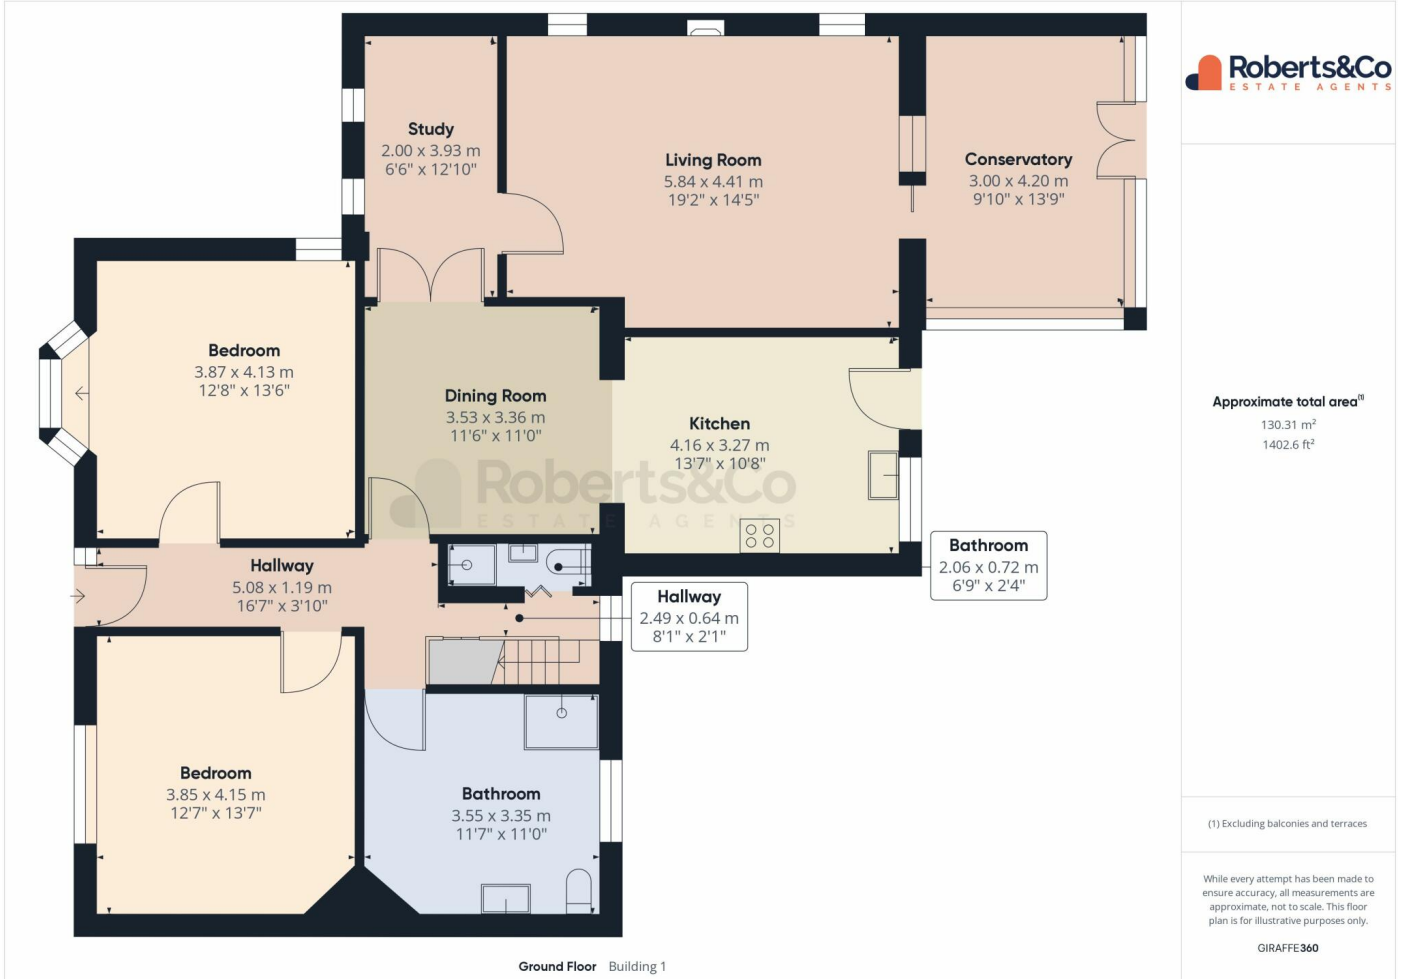 Roberts&Co
ESTATE AGENTS
Study
2.00 x 3.93 m
6'6" x 12'10"
Living Room
5.84 x 4.41 m
19'2" x 14'5"
Conservatory
3.00 x 4.20 m
9'10" x 13'9"
Bedroom
3.87 x 4.13 m
12'8" x 13'6"
Dining Room
3.53 x 3.36 m
11'6" x 11'0"
Kitchen
4.16 x 3.27 m
13'7" x 10'8"
Roberts&Co
ESTATE AGENTS
Approximate total area(1)
130.31 m²
1402.6 ft²
Hallway
5.08 x 1.19 m
16'7" x 3'10"
Bathroom
2.06 x 0.72 m
6'9" x 2'4"
Hallway
2.49 x 0.64 m
8'1" x 2'1"
Bedroom
3.85 x 4.15 m
12'7" x 13'7"
Bathroom
3.55 x 3.35 m
11'7" x 11'0"
(1) Excluding balconies and terraces
While every attempt has been made to
ensure accuracy, all measurements are
approximate, not to scale. This floor
plan is for illustrative purposes only.
GIRAFFE360
Ground Floor Building 1